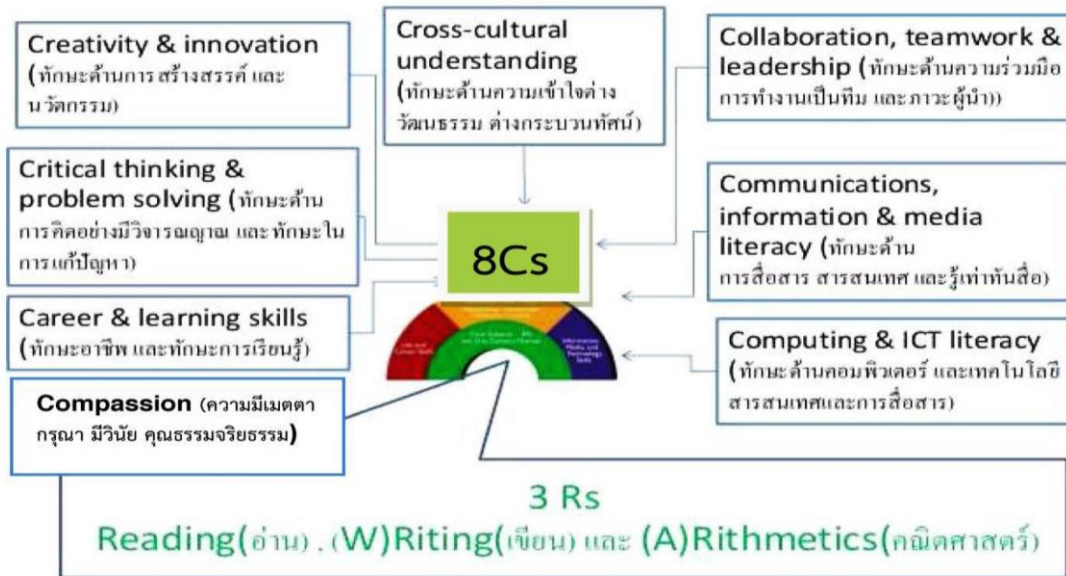 Creativity & innovation
(ทักษะด้านการ สร้างสรรค์ และ
นวัตกรรม)
Cross-cultural
understanding
(ทักษะด้านความเข้าใจต่าง
วัฒนธรรม ต่างกระบวนทัศน์)
Collaboration, teamwork &
leadership (ทักษะด้านความร่วมมือ
การทำงานเป็นทีม และภาวะผู้นำ))
Critical thinking &
problem solving (ทักษะด้าน
การคิดอย่างมีวิจารณญาณ และทักษะใน
การแก้ปัญหา)
8Cs
Communications,
information & media
literacy (ทักษะด้าน
การสื่อสาร สารสนเทศ และรู้เท่าทันสื่อ)
Career & learning skills
(ทักษะอาชีพ และทักษะการเรียนรู้)
Life and
Career Skills
Information,
Media, and
Technology
Skills
Computing & ICT literacy
(ทักษะด้านคอมพิวเตอร์ และเทคโนโลยี
สารสนเทศและการสื่อสาร)
Compassion (ความมีเมตตา
กรุณา มีวินัย คุณธรรมจริยธรรม)
3 Rs
Reading(อ่าน) , (W)Riting(เขียน) และ (A)Rithmetics(คณิตศาสตร์)